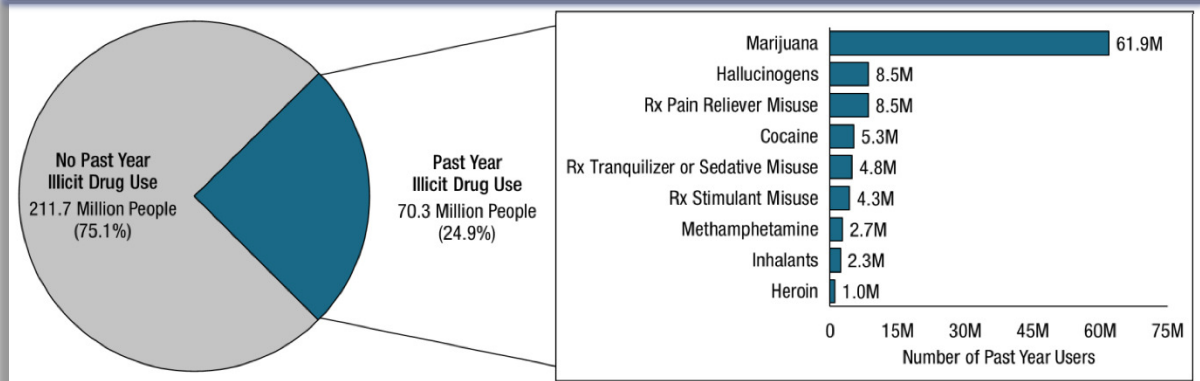 No Past Year
Illicit Drug Use
211.7 Million People
(75.1%)
Past Year
Illicit Drug Use
70.3 Million People
(24.9%)
Marijuana 61.9M
Hallucinogens 8.5M
Rx Pain Reliever Misuse 8.5M
Cocaine 5.3M
Rx Tranquilizer or Sedative Misuse 4.8M
Rx Stimulant Misuse 4.3M
Methamphetamine 2.7M
Inhalants 2.3M
Heroin 1.0M
0 15M 30M 45M 60M 75M
Number of Past Year Users